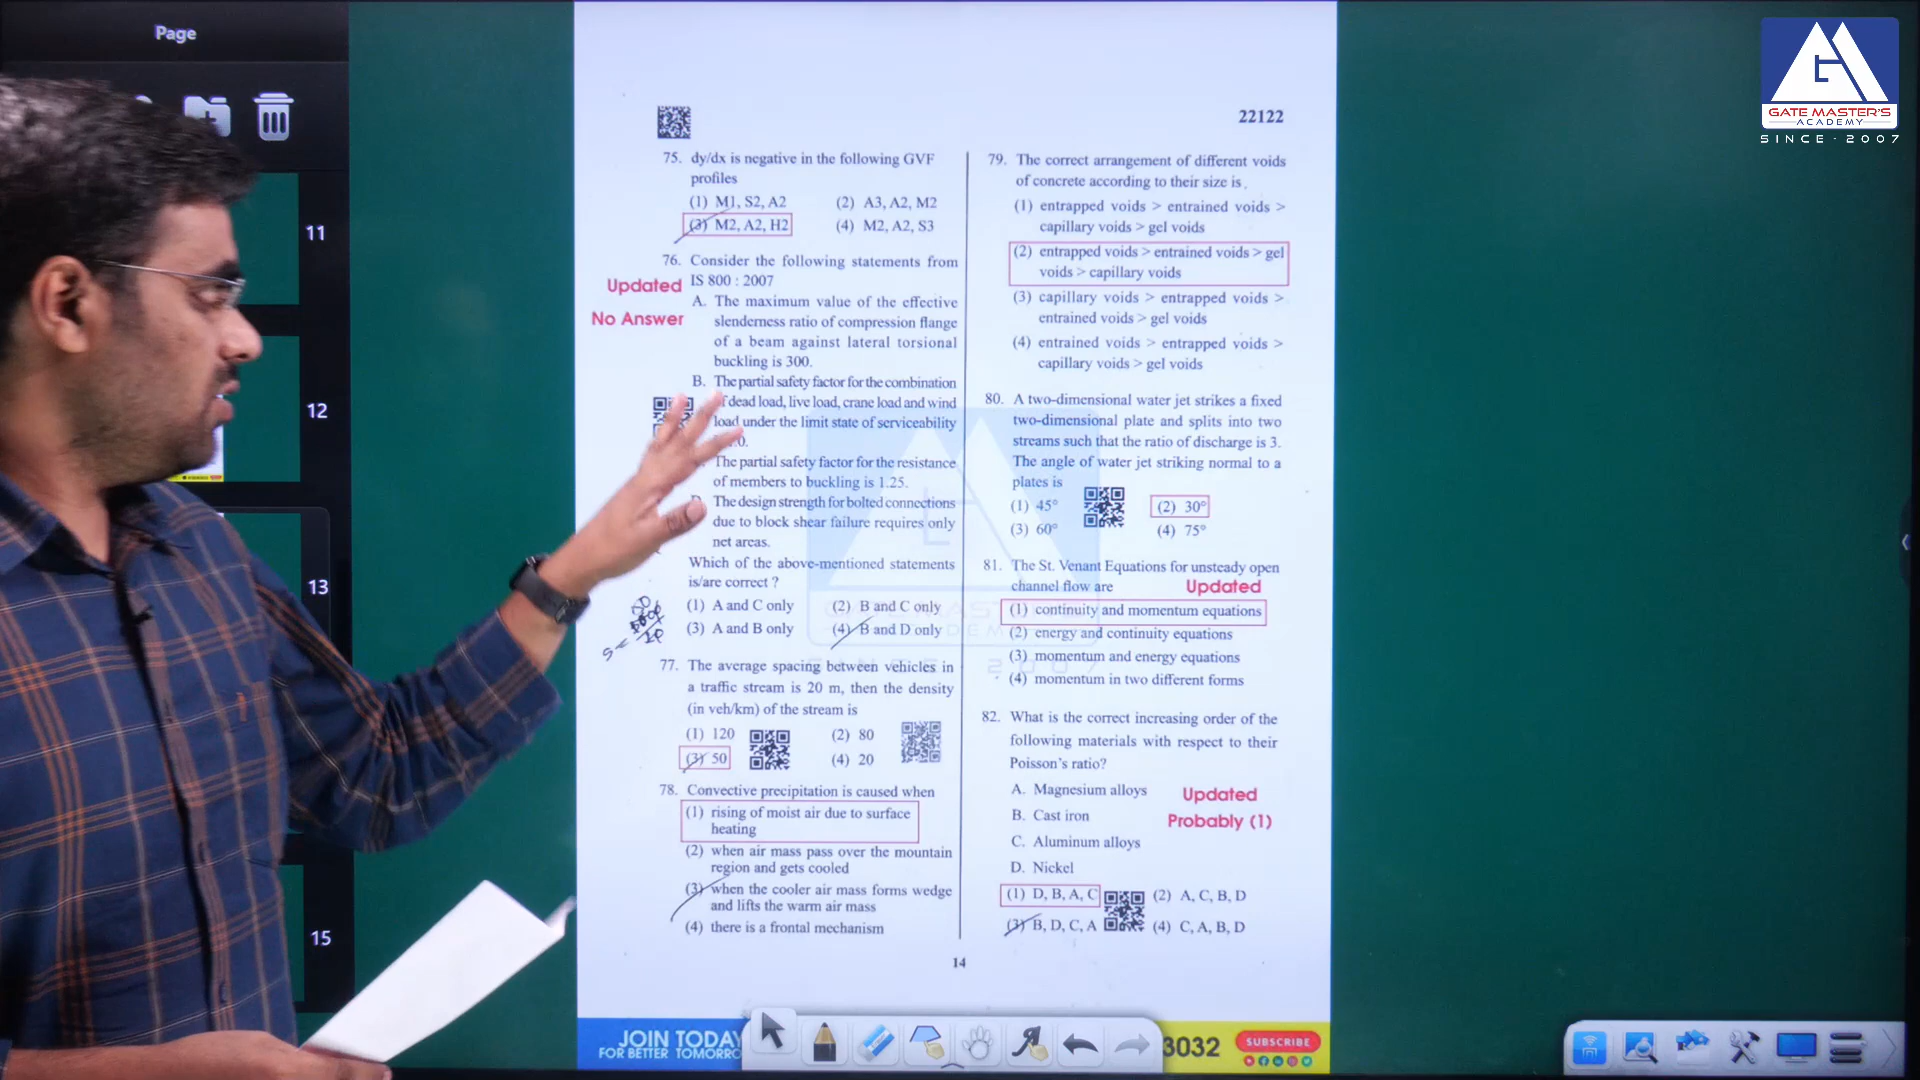 Page
11
12
13
15
GATE MASTER'S
ACADEMY
SINCE-2007
22122
75. dy/dx is negative in the following GVF
profiles
(1) M1, S2, A2
(2) A3, A2, M2
(3) M2, A2, H2
(4) M2, A2, S3
76. Consider the following statements from
Updated
IS 800 : 2007
No Answer
A. The maximum value of the effective
slenderness ratio of compression flange
of a beam against lateral torsional
buckling is 300.
B. The partial safety factor for the combination
dead load, live load, crane load and wind
load under the limit state of serviceability
The partial safety factor for the resistance
of members to buckling is 1.25.
The design strength for bolted connections
due to block shear failure requires only
net areas.
Which of the above-mentioned statements
is/are correct ?
(1) A and C only
(2) B and C only
(3) A and B only
(4) B and D only
77. The average spacing between vehicles in
a traffic stream is 20 m, then the density
(in veh/km) of the stream is
(1) 120
(2) 80
(3) 50
(4) 20
78. Convective precipitation is caused when
(1) rising of moist air due to surface
heating
(2) when air mass pass over the mountain
region and gets cooled
(3) when the cooler air mass forms wedge
and lifts the warm air mass
(4) there is a frontal mechanism
79. The correct arrangement of different voids
of concrete according to their size is
(1) entrapped voids > entrained voids >
capillary voids > gel voids
(2) entrapped voids > entrained voids > gel
voids > capillary voids
(3) capillary voids > entrapped voids >
entrained voids > gel voids
(4) entrained voids > entrapped voids >
capillary voids > gel voids
80. A two-dimensional water jet strikes a fixed
two-dimensional plate and splits into two
streams such that the ratio of discharge is 3.
The angle of water jet striking normal to a
plates is
(1) 45°
(2) 30°
(3) 60°
(4) 75°
81. The St. Venant Equations for unsteady open
channel flow are
Updated
(1) continuity and momentum equations
(2) energy and continuity equations
(3) momentum and energy equations
(4) momentum in two different forms
82. What is the correct increasing order of the
following materials with respect to their
Poisson's ratio?
A. Magnesium alloys
Updated
B. Cast iron
Probably (1)
C. Aluminum alloys
D. Nickel
(1) D, B, A, C
(2) A, C, B, D
(3) B, D, C, A
(4) C, A, B, D
14
JOIN TODAY
FOR BETTER TOMORRO
3032
SUBSCRIBE